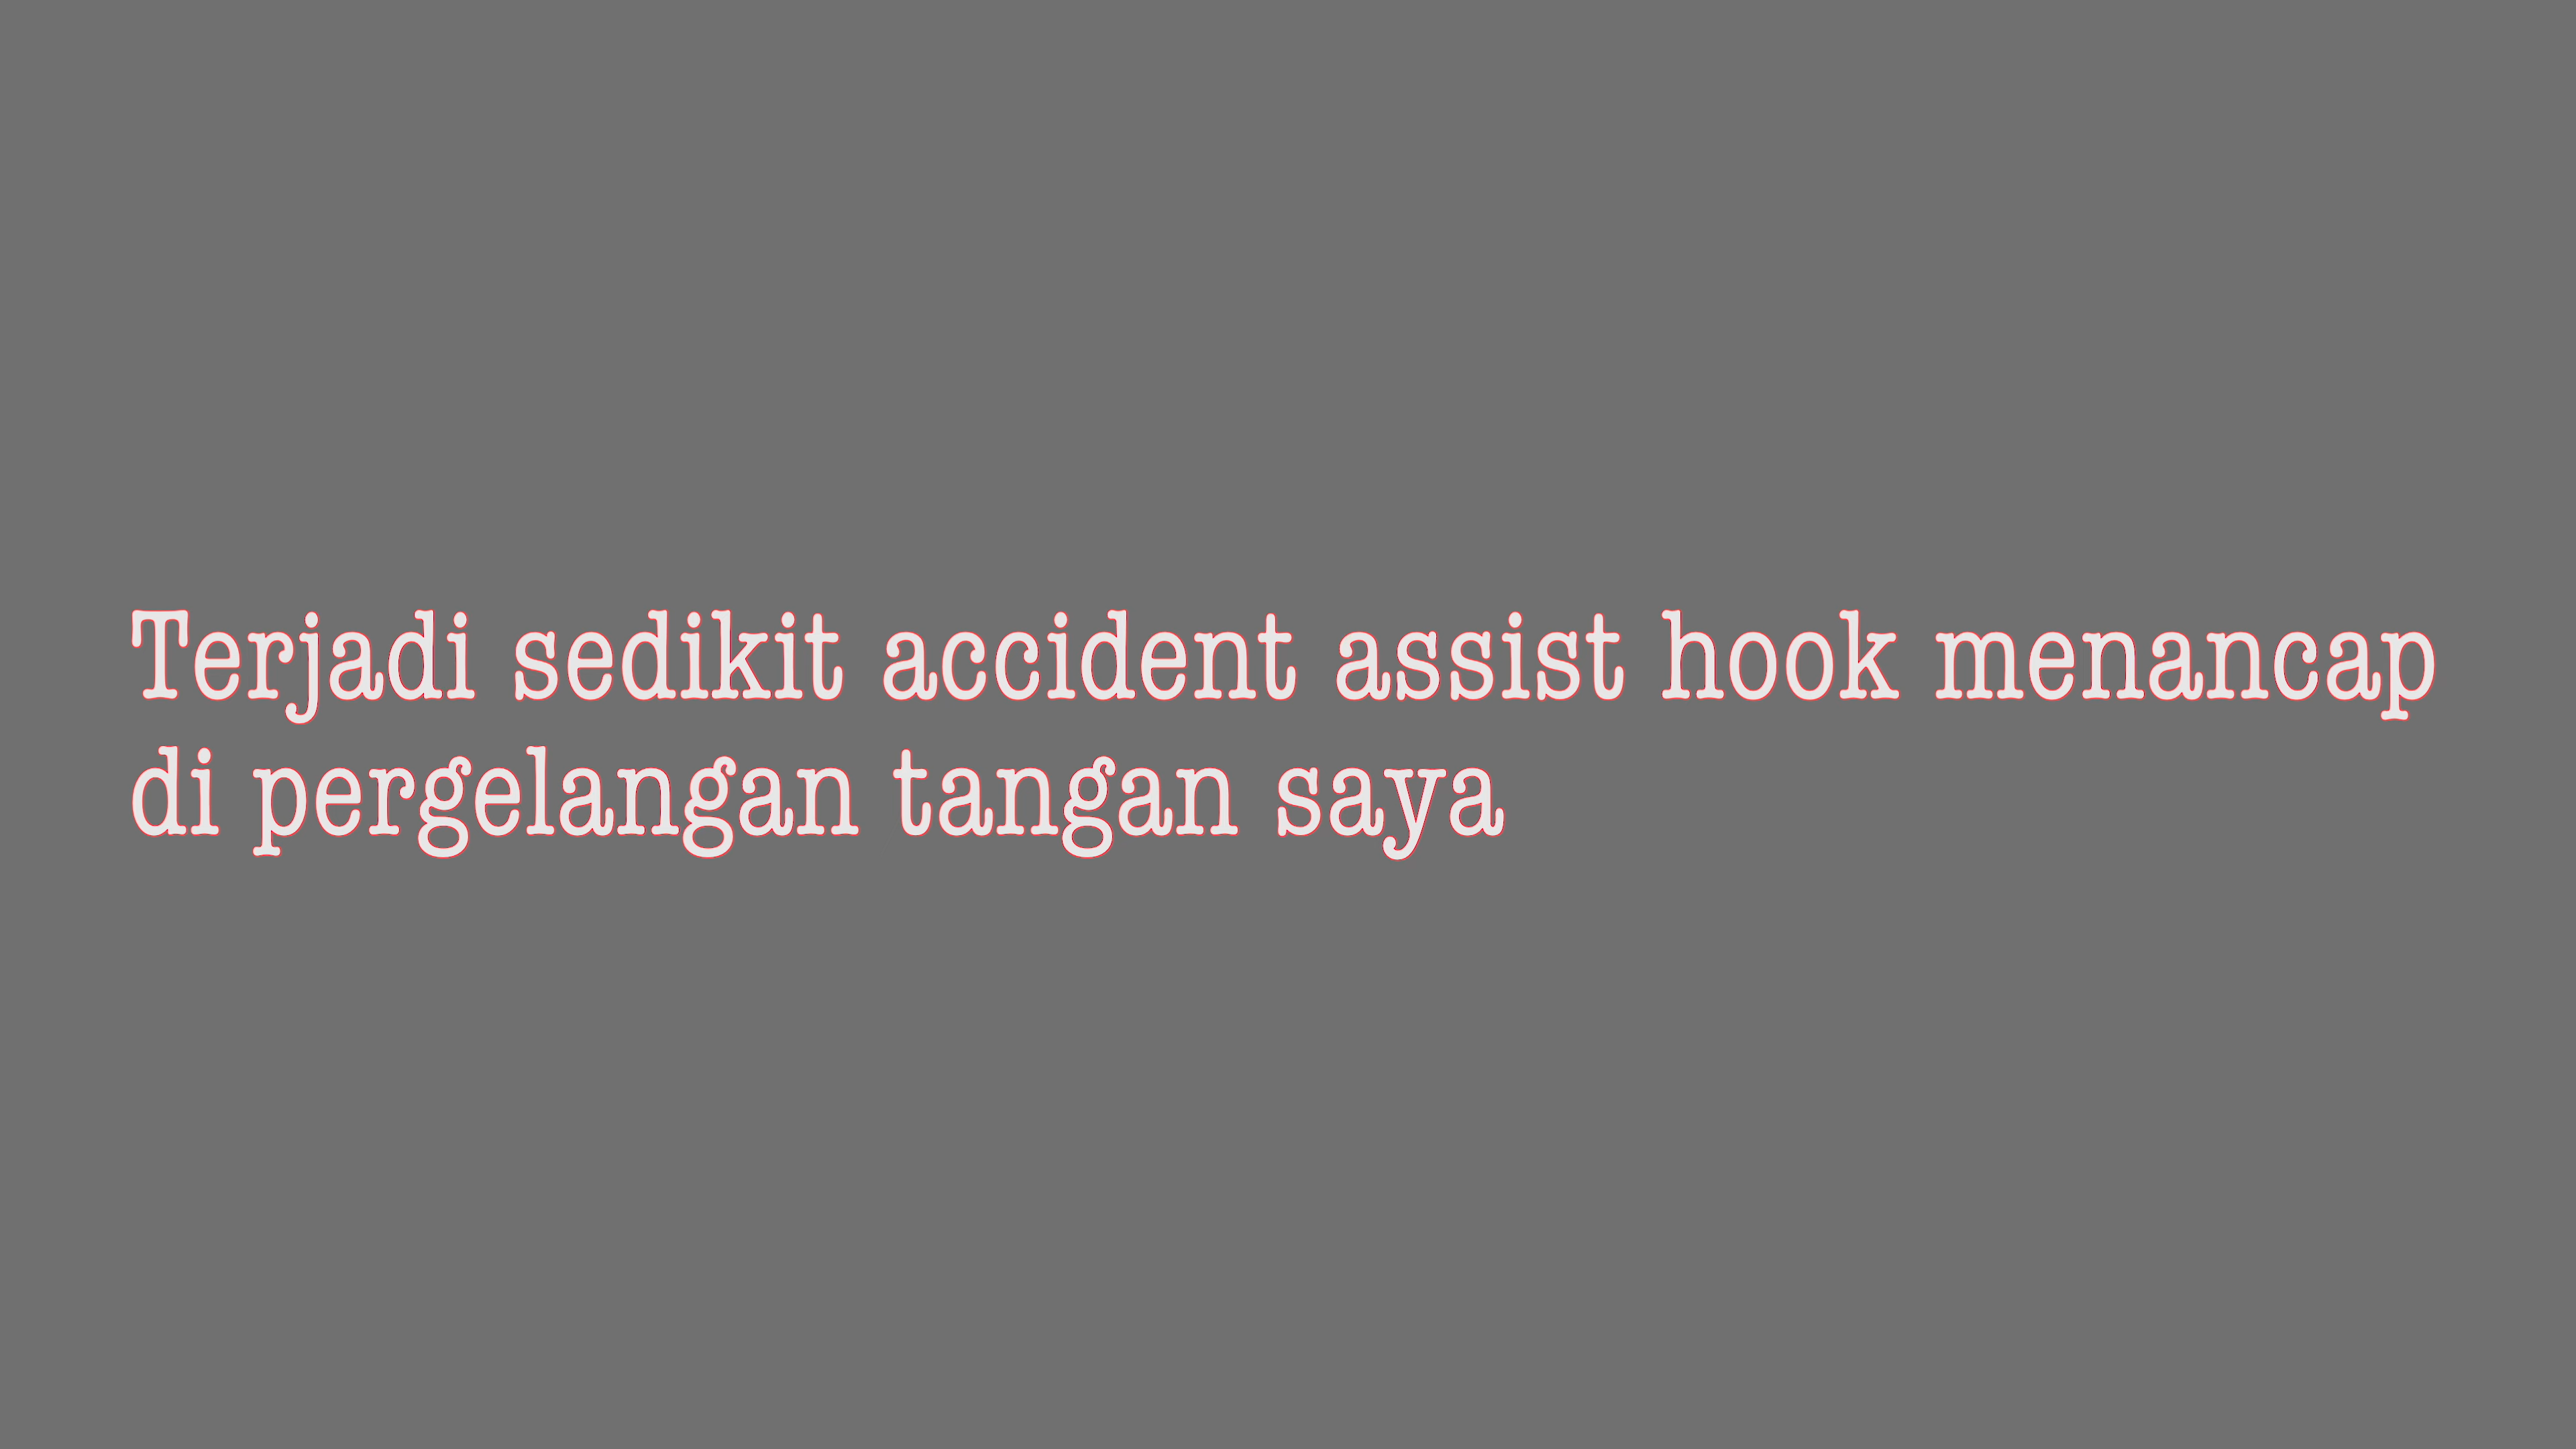 Terjadi sedikit accident assist hook menancap
di pergelangan tangan saya